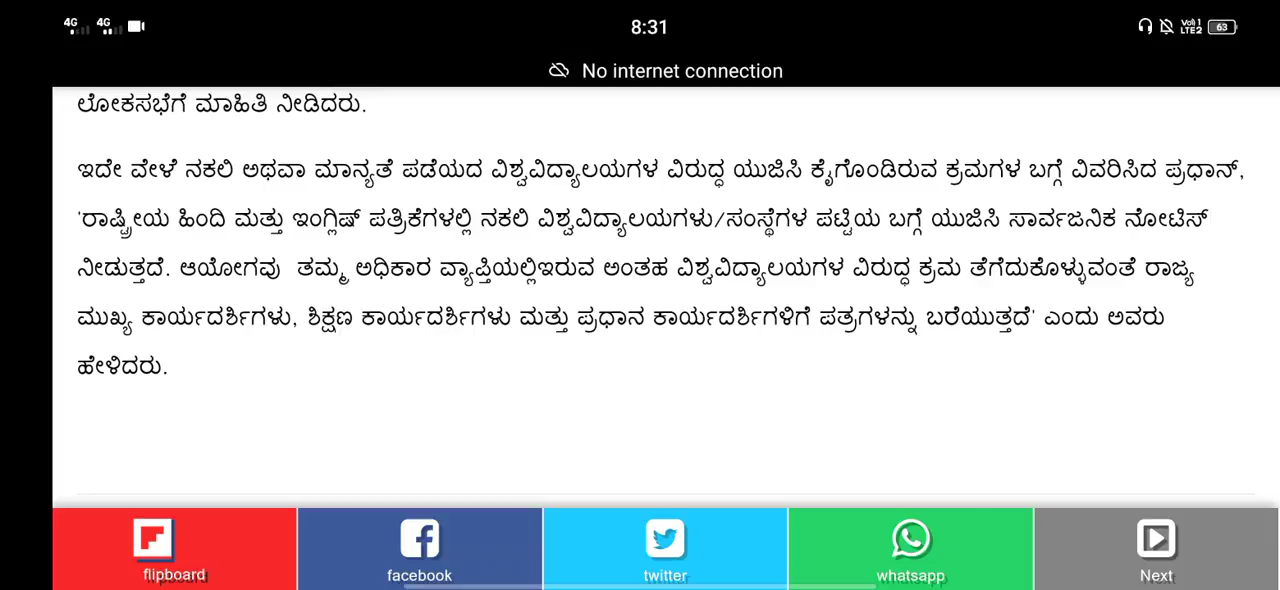 4G 4G 8:31 VoLTE1 LTE2 63
No internet connection
ಲೋಕಸಭೆಗೆ ಮಾಹಿತಿ ನೀಡಿದರು.
ಇದೇ ವೇಳೆ ನಕಲಿ ಅಥವಾ ಮಾನ್ಯತೆ ಪಡೆಯದ ವಿಶ್ವವಿದ್ಯಾಲಯಗಳ ವಿರುದ್ಧ ಯುಜಿಸಿ ಕೈಗೊಂಡಿರುವ ಕ್ರಮಗಳ ಬಗ್ಗೆ ವಿವರಿಸಿದ ಪ್ರಧಾನ್,
'ರಾಷ್ಟ್ರೀಯ ಹಿಂದಿ ಮತ್ತು ಇಂಗ್ಲಿಷ್ ಪತ್ರಿಕೆಗಳಲ್ಲಿ ನಕಲಿ ವಿಶ್ವವಿದ್ಯಾಲಯಗಳು/ಸಂಸ್ಥೆಗಳ ಪಟ್ಟಿಯ ಬಗ್ಗೆ ಯುಜಿಸಿ ಸಾರ್ವಜನಿಕ ನೋಟಿಸ್
ನೀಡುತ್ತದೆ. ಆಯೋಗವು ತಮ್ಮ ಅಧಿಕಾರ ವ್ಯಾಪ್ತಿಯಲ್ಲಿಇರುವ ಅಂತಹ ವಿಶ್ವವಿದ್ಯಾಲಯಗಳ ವಿರುದ್ಧ ಕ್ರಮ ತೆಗೆದುಕೊಳ್ಳುವಂತೆ ರಾಜ್ಯ
ಮುಖ್ಯ ಕಾರ್ಯದರ್ಶಿಗಳು, ಶಿಕ್ಷಣ ಕಾರ್ಯದರ್ಶಿಗಳು ಮತ್ತು ಪ್ರಧಾನ ಕಾರ್ಯದರ್ಶಿಗಳಿಗೆ ಪತ್ರಗಳನ್ನು ಬರೆಯುತ್ತದೆ' ಎಂದು ಅವರು
ಹೇಳಿದರು.
flipboard facebook twitter whatsapp Next